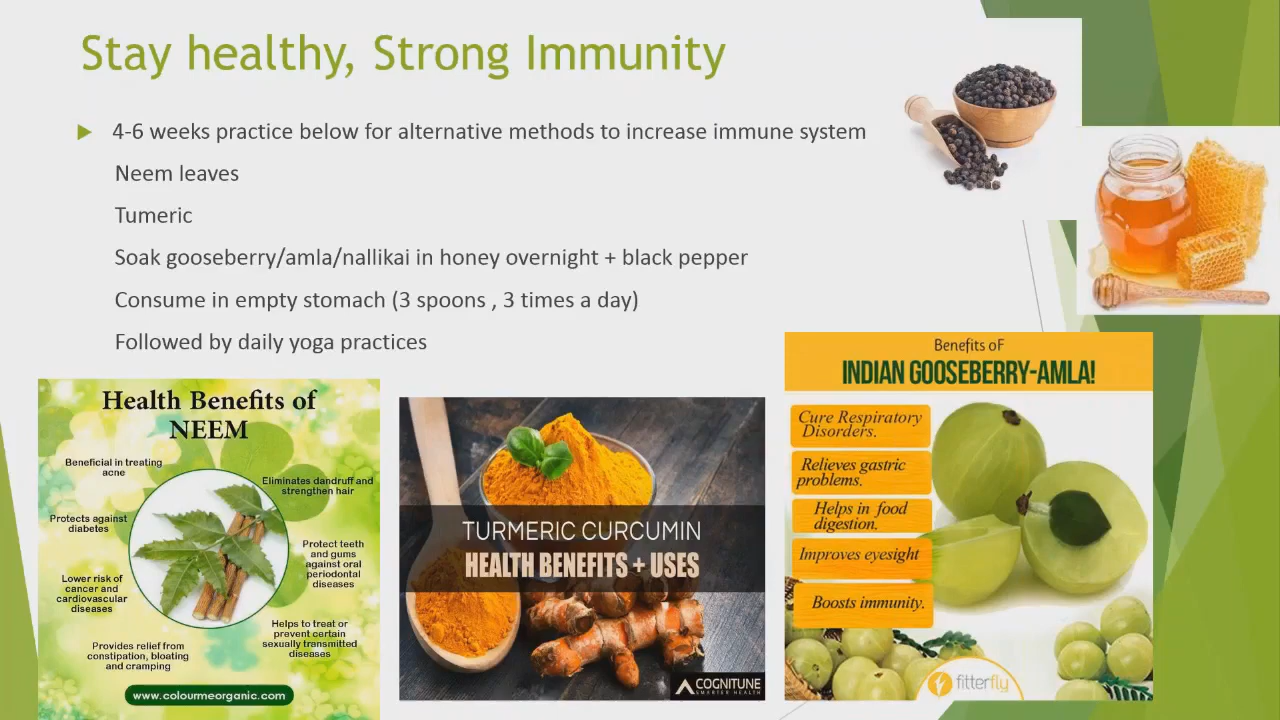 Stay healthy, Strong Immunity
4-6 weeks practice below for alternative methods to increase immune system
Neem leaves
Tumeric
Soak gooseberry/amla/nallikai in honey overnight + black pepper
Consume in empty stomach (3 spoons , 3 times a day)
Followed by daily yoga practices
Health Benefits of
NEEM
Beneficial in treating
acne
Eliminates dandruff and
strengthen hair
Protects against
diabetes
Protect teeth
and gums
against oral
periodontal
diseases
Lower risk of
cancer and
cardiovascular
diseases
Helps to treat or
prevent certain
sexually transmitted
diseases
Provides relief from
constipation, bloating
and cramping
www.colourmeorganic.com
TURMERIC CURCUMIN
HEALTH BENEFITS + USES
COGNITUNE
SMARTER HEALTH
Benefits oF
INDIAN GOOSEBERRY-AMLA!
Cure Respiratory
Disorders.
Relieves gastric
problems.
Helps in food
digestion.
Improves eyesight
Boosts immunity.
fitterfly